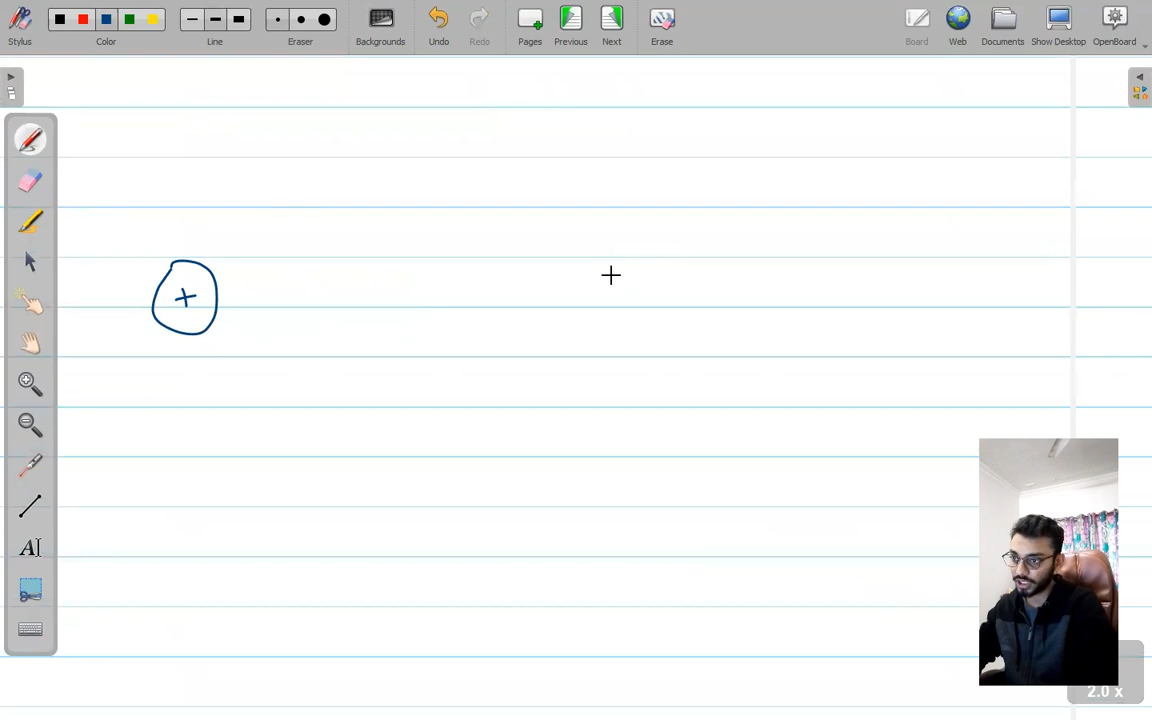 Stylus Color Line Eraser Backgrounds Undo Redo Pages Previous Next Erase Board Web Documents Show Desktop OpenBoard
+
A
2.0 x